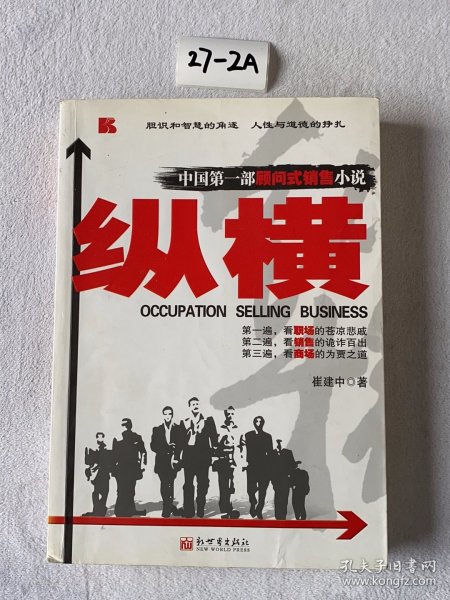 27-2A
胆识和智慧的角逐 人性与道德的挣扎
中国第一部顾问式销售小说
纵横
OCCUPATION SELLING BUSINESS
第一遍，看职场的苍凉悲戚
第二遍，看销售的诡诈百出
第三遍，看商场的为贾之道
崔建中◎著
新世界出版社
NEW WORLD PRESS
孔夫子旧书网
www.kongfz.com